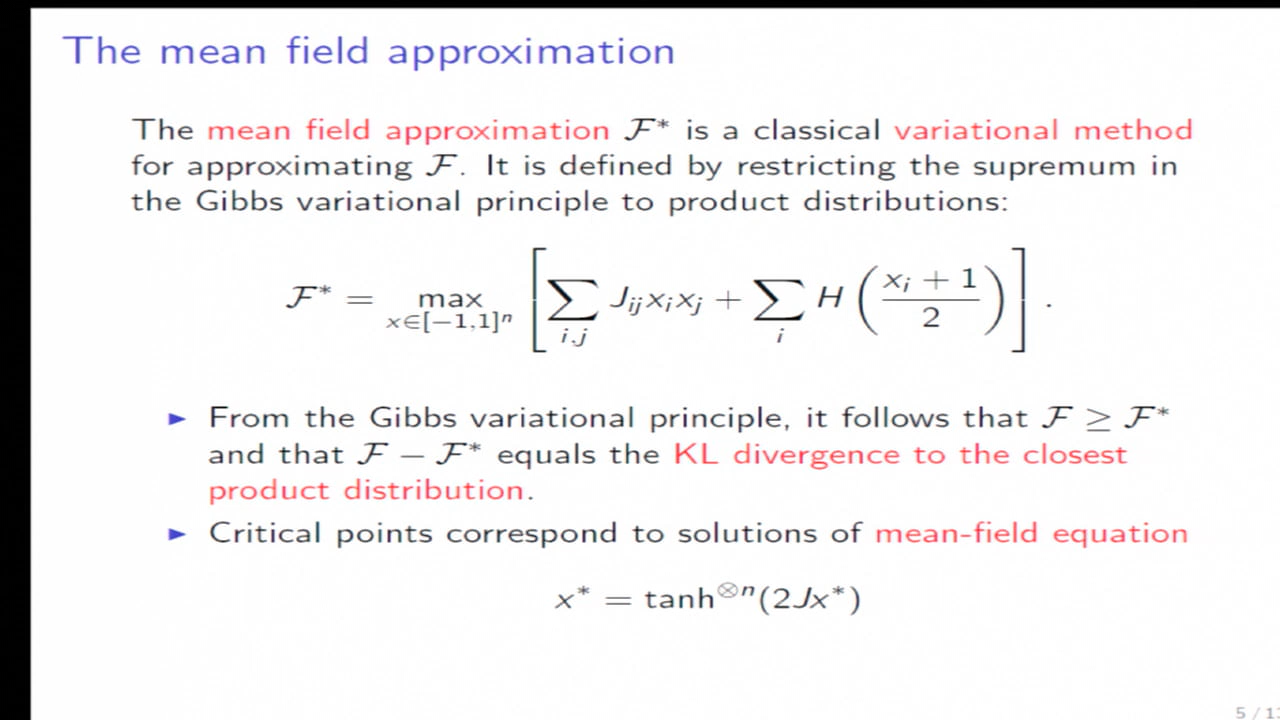 The mean field approximation
The mean field approximation ℱ* is a classical variational method
for approximating ℱ. It is defined by restricting the supremum in
the Gibbs variational principle to product distributions:
ℱ* = max_{x∈[−1,1]^n} [ ∑_{i,j} J_{ij}x_i x_j + ∑_i H( (x_i + 1)/2 ) ] .
► From the Gibbs variational principle, it follows that ℱ ≥ ℱ*
and that ℱ − ℱ* equals the KL divergence to the closest
product distribution.
► Critical points correspond to solutions of mean-field equation
x* = tanh^{⊗n}(2Jx*)
5 / 1